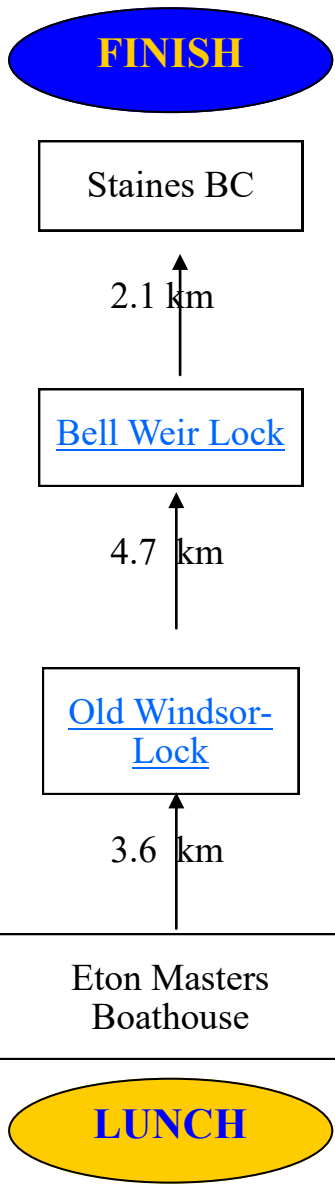 FINISH
Staines BC
2.1 km
Bell Weir Lock
4.7 km
Old Windsor-
Lock
3.6 km
Eton Masters
Boathouse
LUNCH